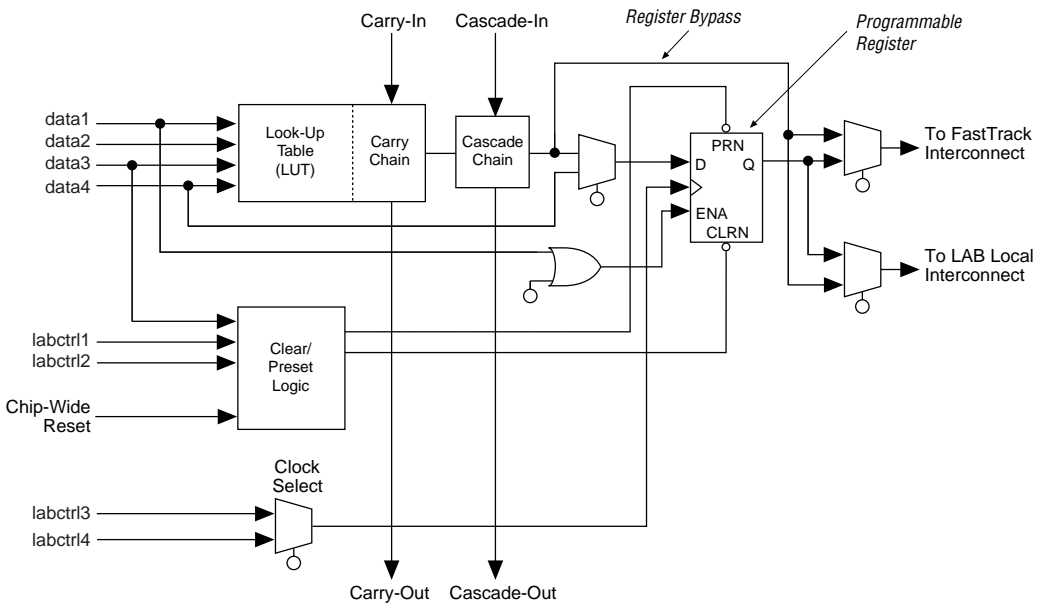 Carry-In
Cascade-In
Register Bypass
Programmable
Register
data1
data2
data3
data4
Look-Up
Table
(LUT)
Carry
Chain
Cascade
Chain
PRN
D
Q
ENA
CLRN
To FastTrack
Interconnect
To LAB Local
Interconnect
labctrl1
labctrl2
Clear/
Preset
Logic
Chip-Wide
Reset
Clock
Select
labctrl3
labctrl4
Carry-Out
Cascade-Out